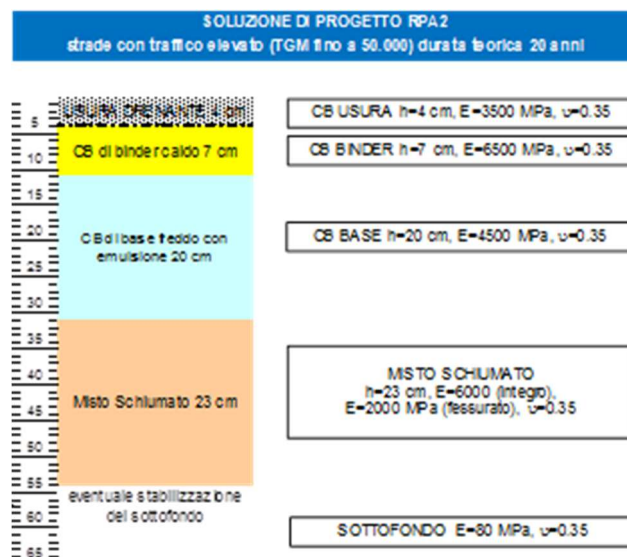 SOLUZIONE DI PROGETTO RPA2
strade con traffico elevato (TGM fino a 50.000) durata teorica 20 anni
USURA DRENANTE 4 cm
CB USURA h=4 cm, E=3500 MPa, υ=0.35
5
CB di binder caldo 7 cm
CB BINDER h=7 cm, E=6500 MPa, υ=0.35
10
15
20
CB di base freddo con
emulsione 20 cm
CB BASE h=20 cm, E=4500 MPa, υ=0.35
25
30
35
40
Misto Schiumato 23 cm
MISTO SCHIUMATO
h=23 cm, E=6000 (integro),
E=2000 MPa (fessurato), υ=0.35
45
50
55
eventuale stabilizzazione
del sottofondo
60
SOTTOFONDO E=80 MPa, υ=0.35
65